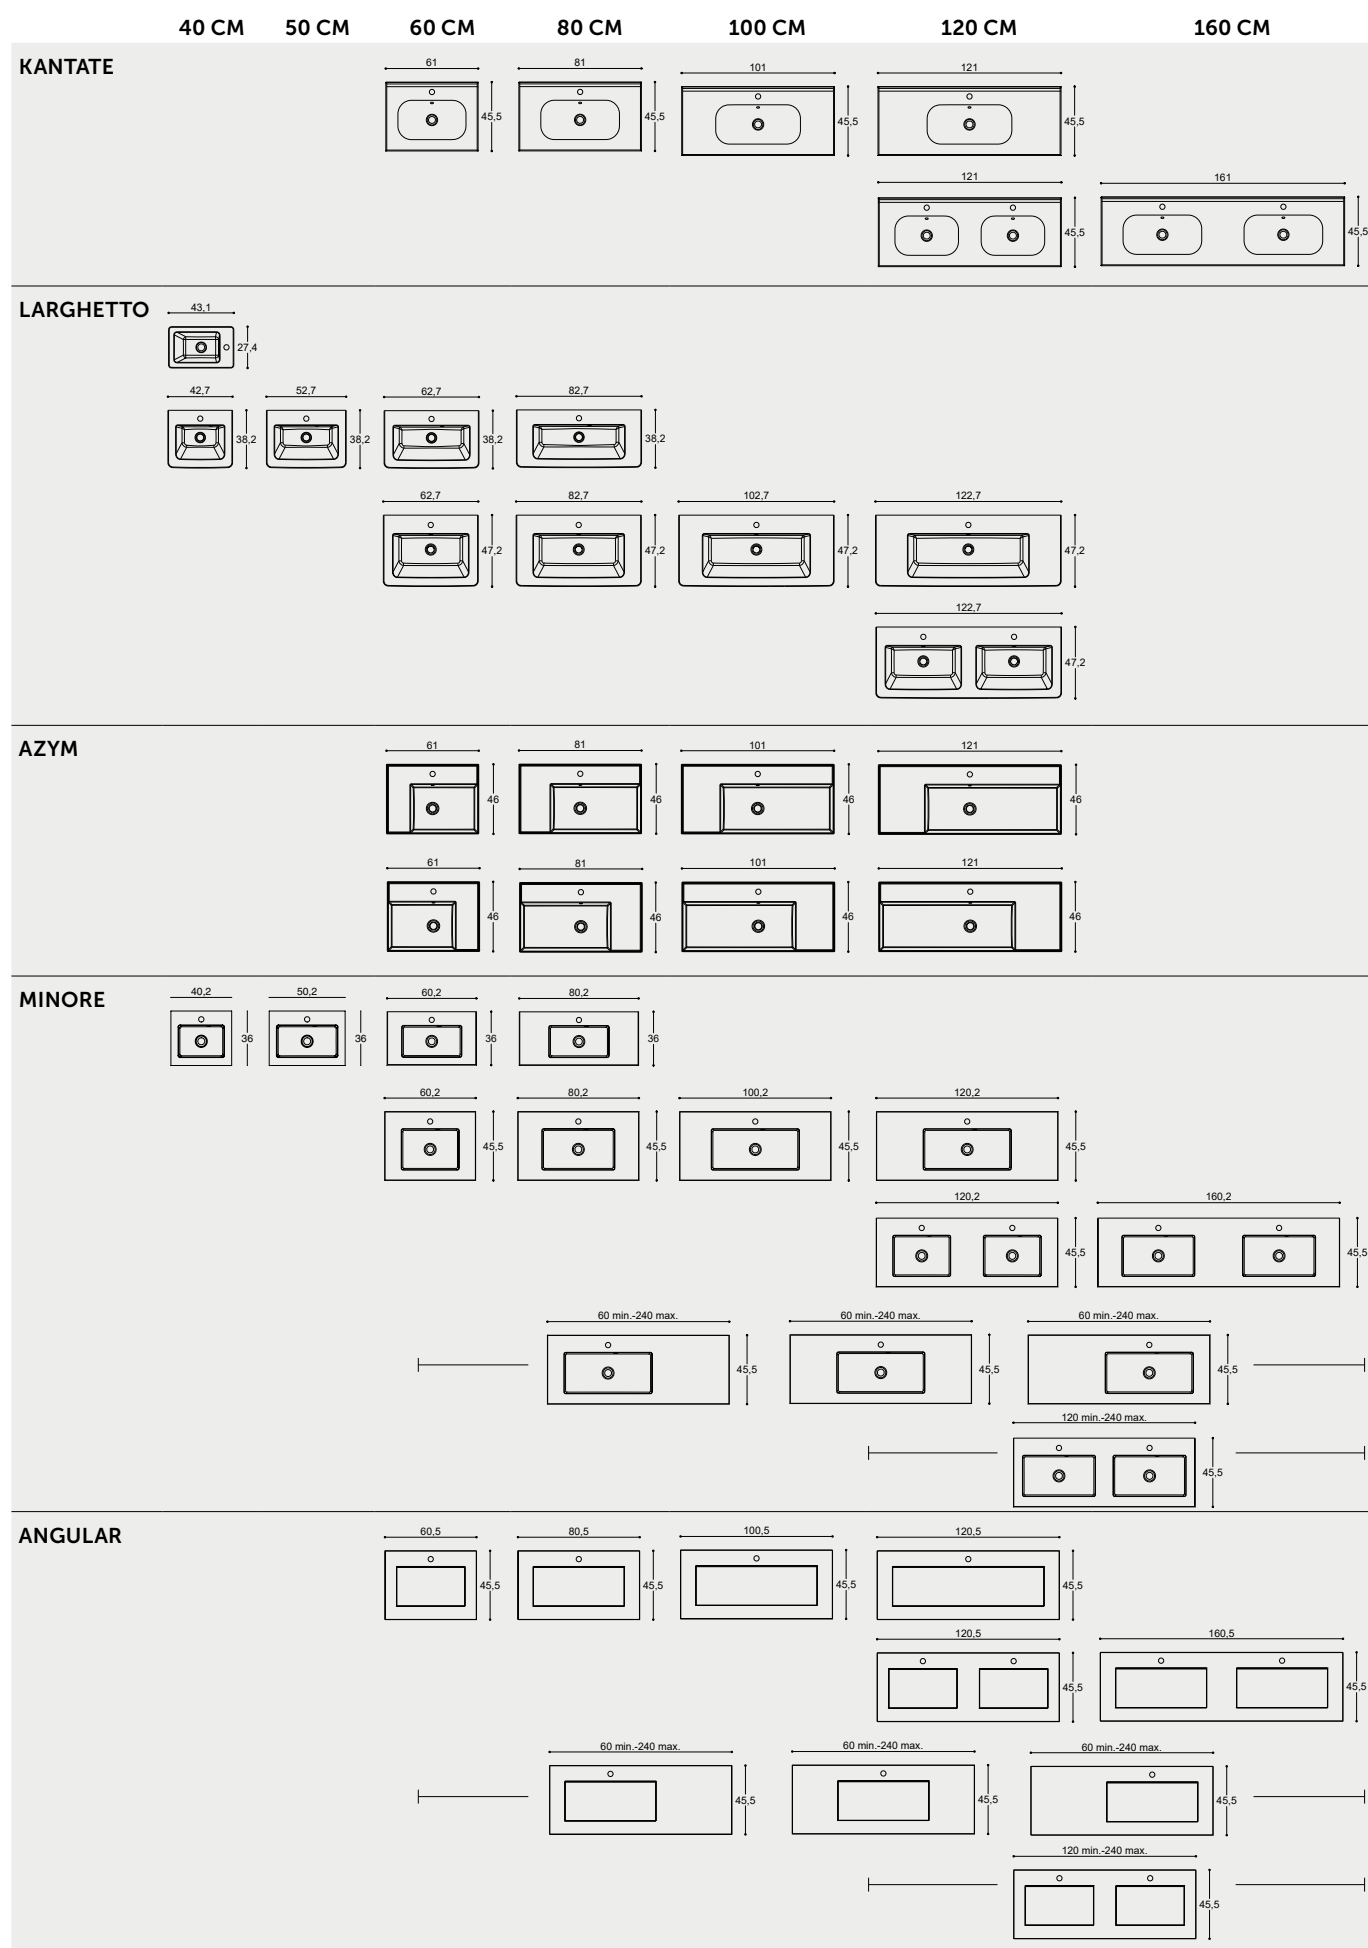 40 CM 50 CM 60 CM 80 CM 100 CM 120 CM 160 CM
KANTATE
61 81 101 121
45,5 45,5 45,5 45,5
121 161
45,5 45,5
LARGHETTO
43,1
27,4
42,7 52,7 62,7 82,7
38,2 38,2 38,2 38,2
62,7 82,7 102,7 122,7
47,2 47,2 47,2 47,2
122,7
47,2
AZYM
61 81 101 121
46 46 46 46
61 81 101 121
46 46 46 46
MINORE
40,2 50,2 60,2 80,2
36 36 36 36
60,2 80,2 100,2 120,2
45,5 45,5 45,5 45,5
120,2 160,2
45,5 45,5
60 min.-240 max. 60 min.-240 max. 60 min.-240 max.
45,5 45,5 45,5
120 min.-240 max.
45,5
ANGULAR
60,5 80,5 100,5 120,5
45,5 45,5 45,5 45,5
120,5 160,5
45,5 45,5
60 min.-240 max. 60 min.-240 max. 60 min.-240 max.
45,5 45,5 45,5
120 min.-240 max.
45,5